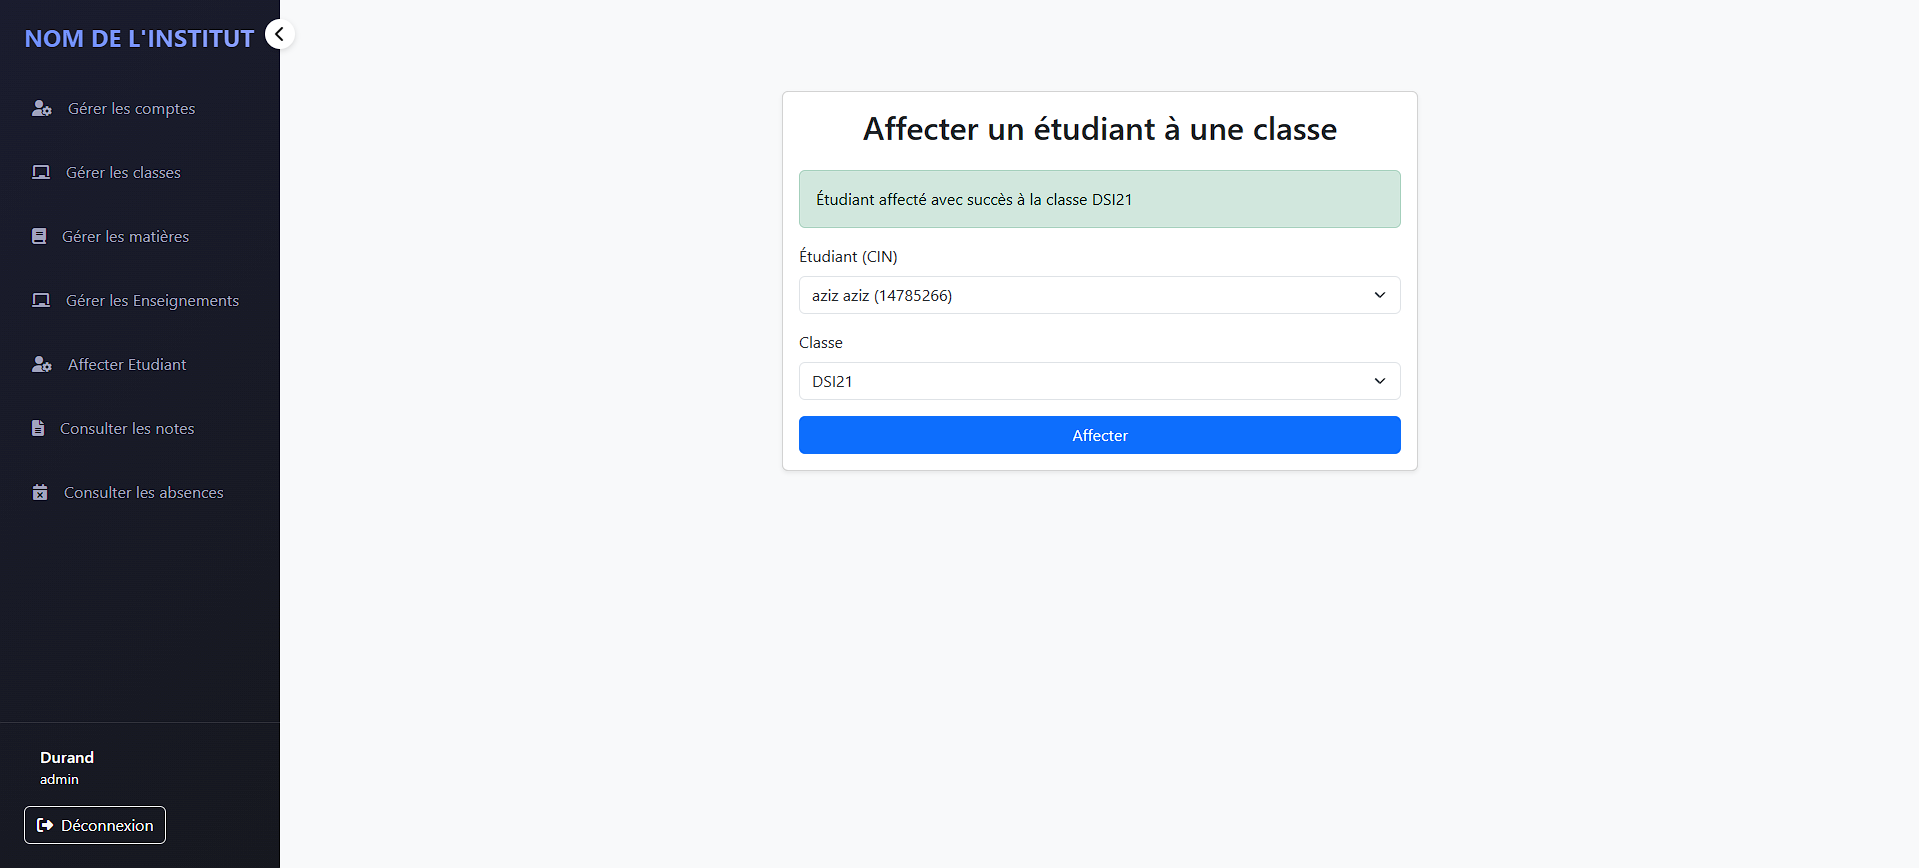 NOM DE L'INSTITUT
Gérer les comptes
Gérer les classes
Gérer les matières
Gérer les Enseignements
Affecter Etudiant
Consulter les notes
Consulter les absences
Durand
admin
Déconnexion
Affecter un étudiant à une classe
Étudiant affecté avec succès à la classe DSI21
Étudiant (CIN)
aziz aziz (14785266)
Classe
DSI21
Affecter